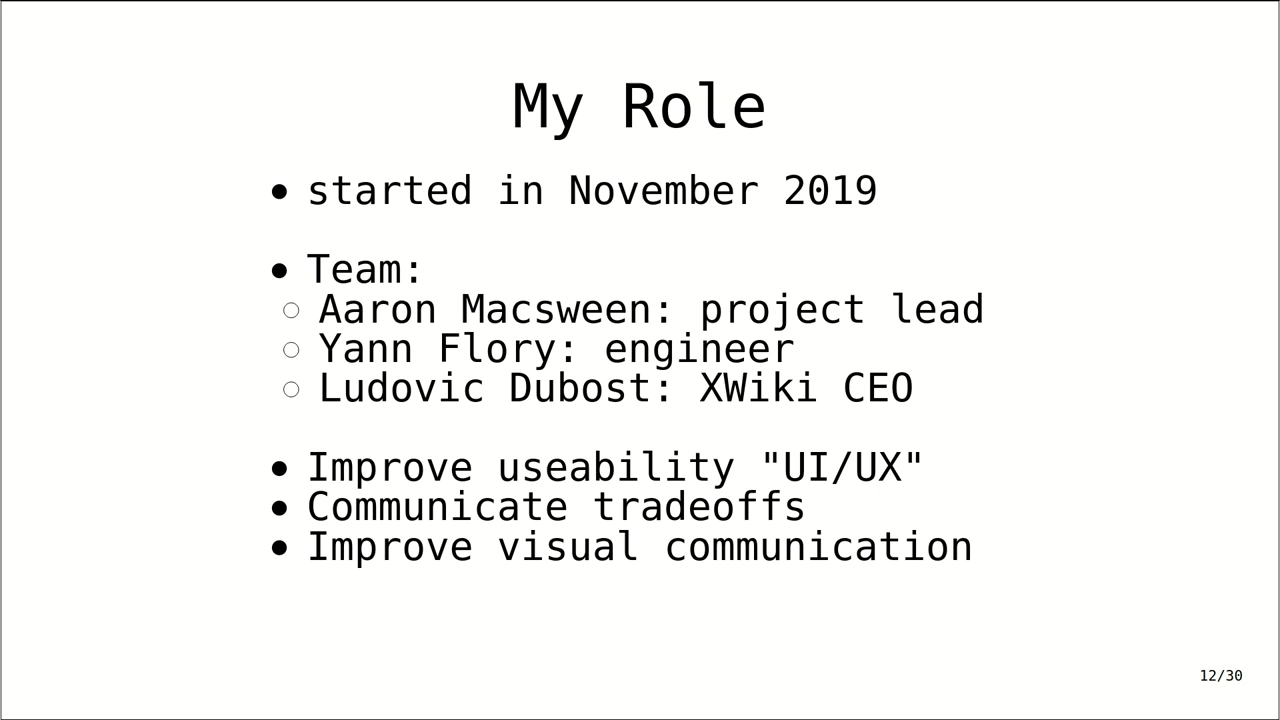 My Role
• started in November 2019
• Team:
○ Aaron Macsween: project lead
○ Yann Flory: engineer
○ Ludovic Dubost: XWiki CEO
• Improve useability "UI/UX"
• Communicate tradeoffs
• Improve visual communication
12/30